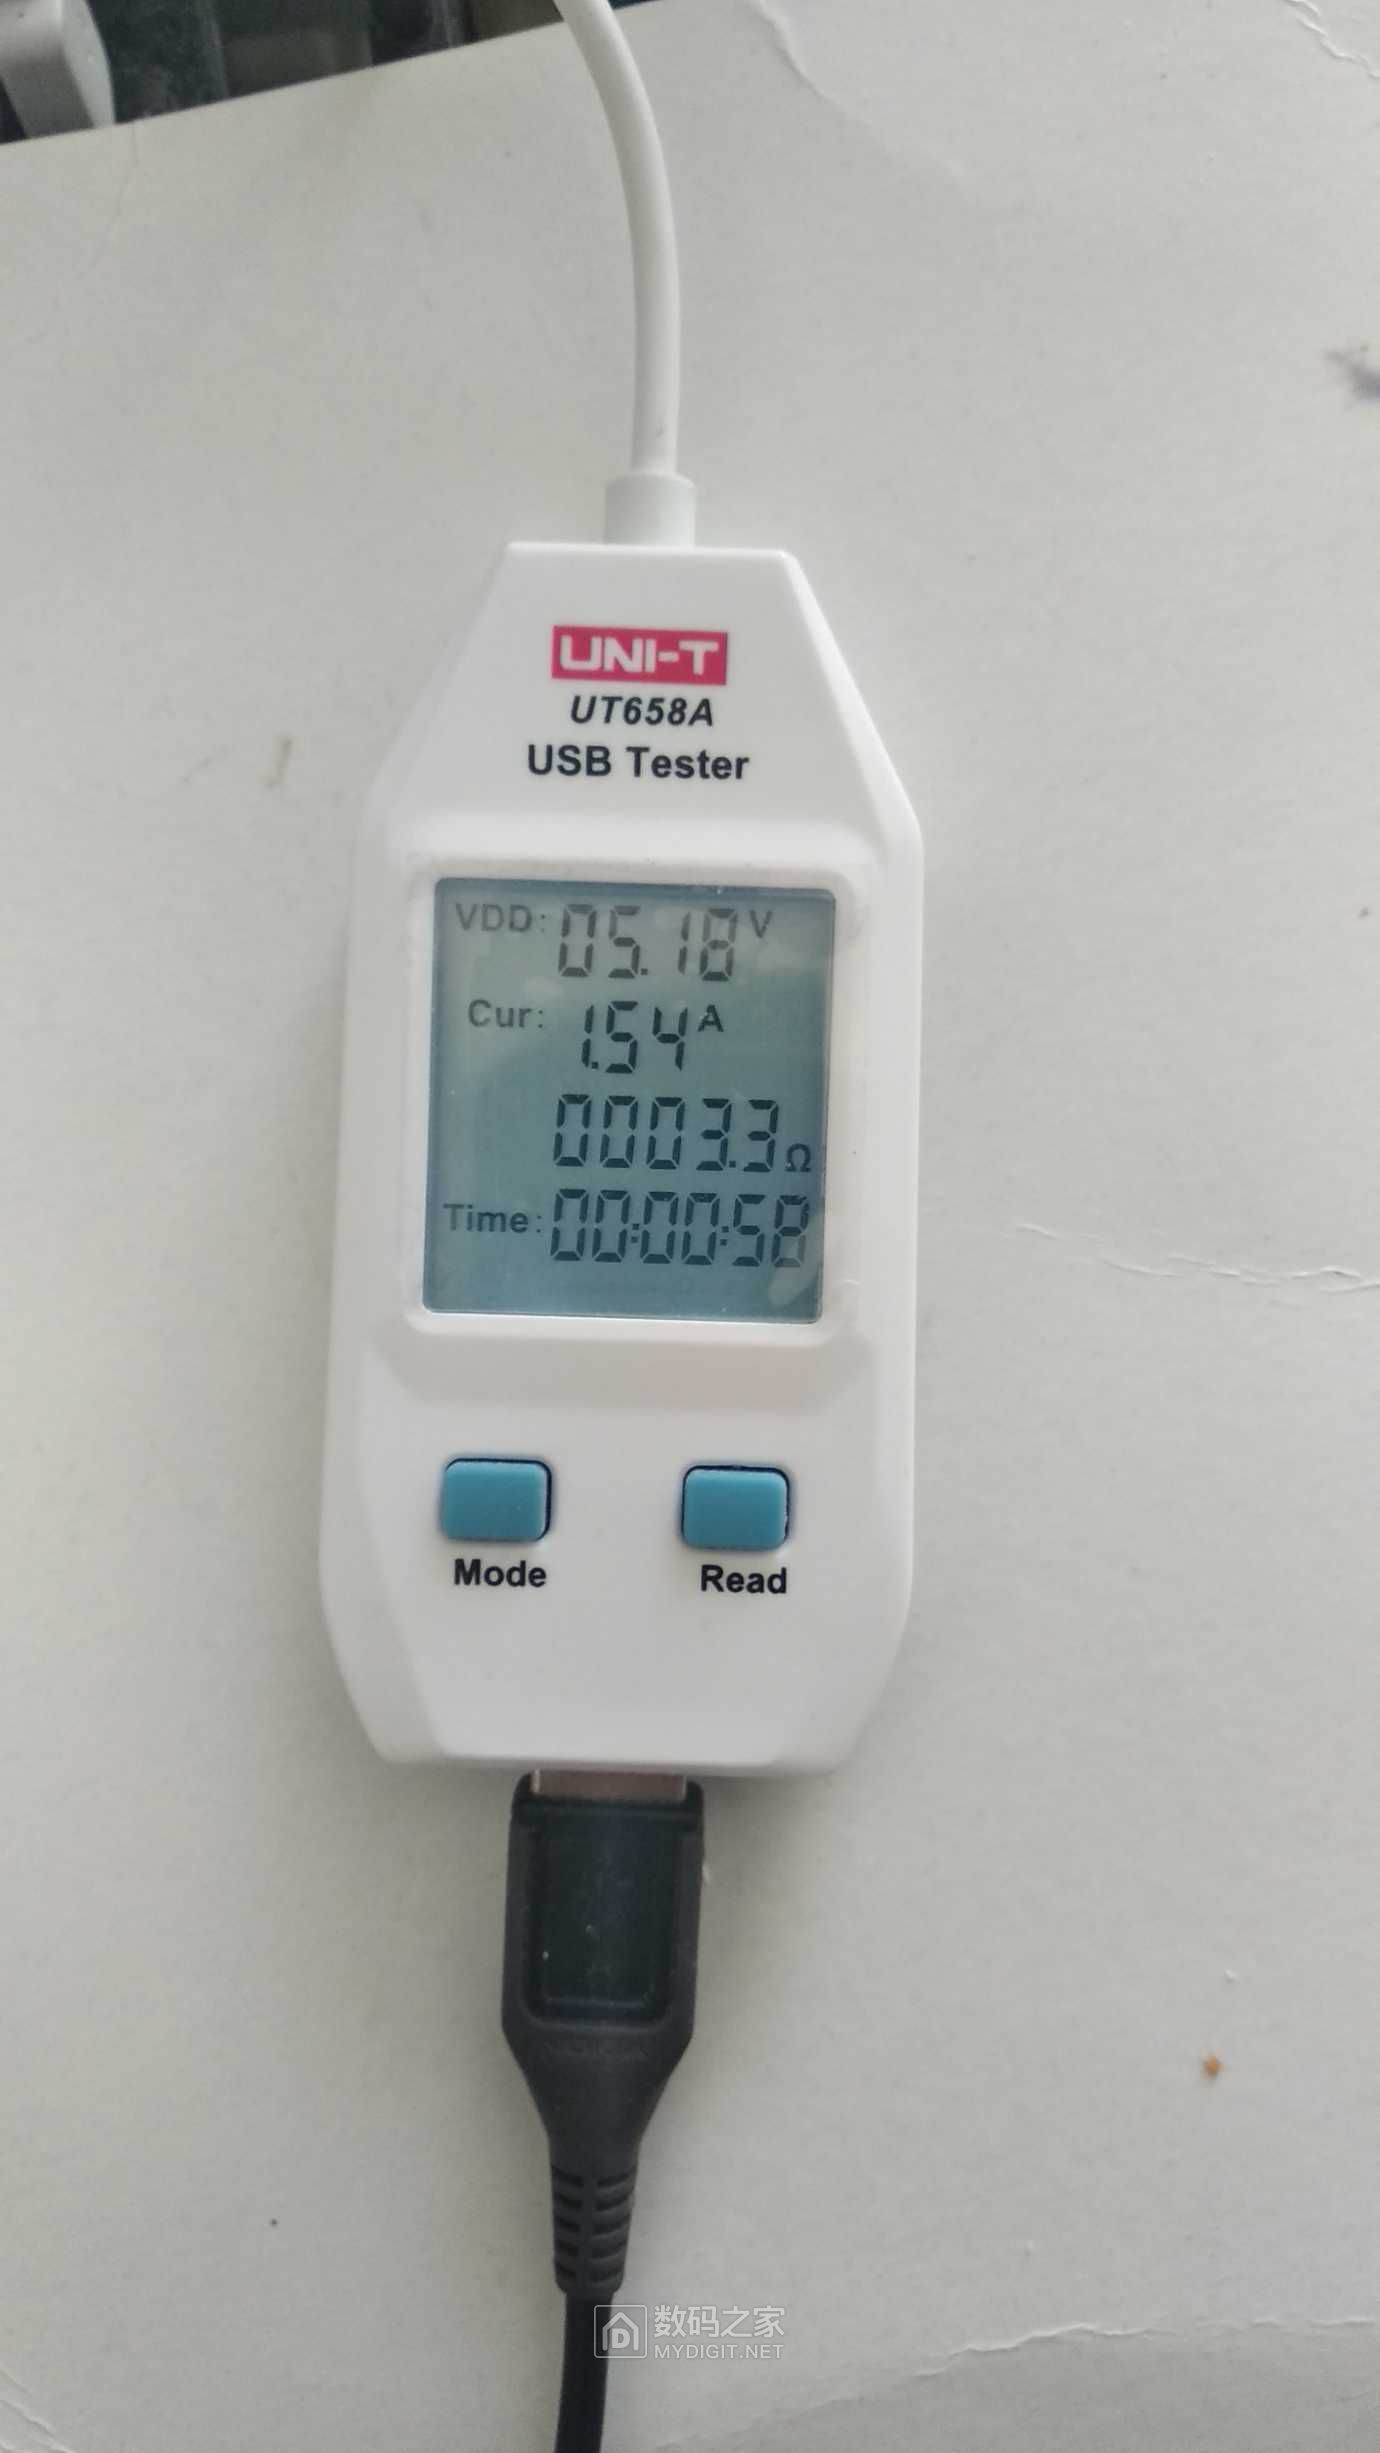 UNI-T
UT658A
USB Tester
VDD: 05.18 V
Cur: 1.54 A
0003.3 Ω
Time: 00:00:58
Mode
Read
数码之家
MYDIGIT.NET